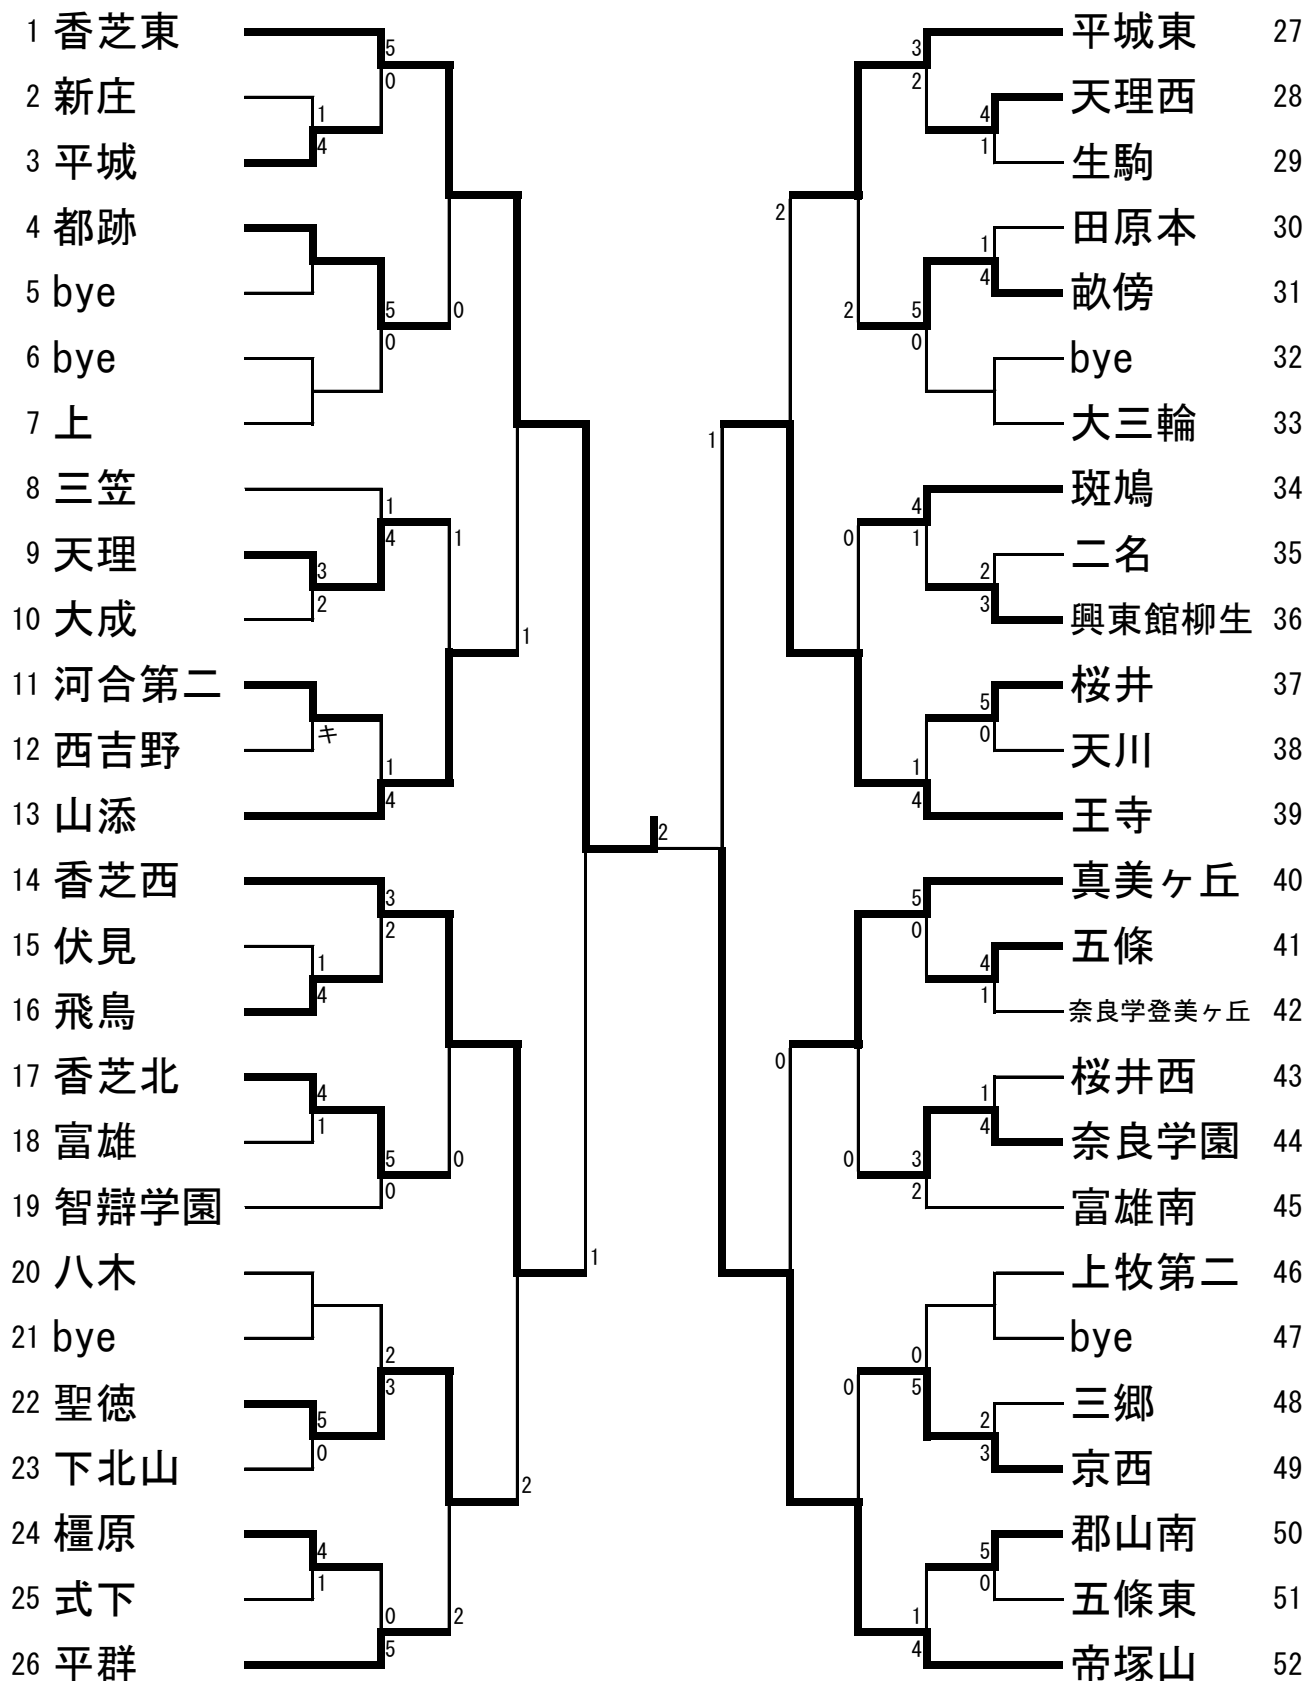 1 香芝東
2 新庄
3 平城
4 都跡
5 bye
6 bye
7 上
8 三笠
9 天理
10 大成
11 河合第二
12 西吉野
13 山添
14 香芝西
15 伏見
16 飛鳥
17 香芝北
18 富雄
19 智辯学園
20 八木
21 bye
22 聖徳
23 下北山
24 橿原
25 式下
26 平群
5
0
1
4
5
0
0
1
4
1
3
2
1
キ
1
4
3
2
1
4
4
1
5
0
0
1
2
3
5
0
2
4
1
0
5
2
2
1
3
2
4
1
2
1
4
2
5
0
1
4
1
0
2
3
5
0
1
4
5
0
4
1
0
1
4
0
3
2
0
5
0
2
3
5
0
1
4
平城東 27
天理西 28
生駒 29
田原本 30
畝傍 31
bye 32
大三輪 33
斑鳩 34
二名 35
興東館柳生 36
桜井 37
天川 38
王寺 39
真美ヶ丘 40
五條 41
奈良学登美ヶ丘 42
桜井西 43
奈良学園 44
富雄南 45
上牧第二 46
bye 47
三郷 48
京西 49
郡山南 50
五條東 51
帝塚山 52